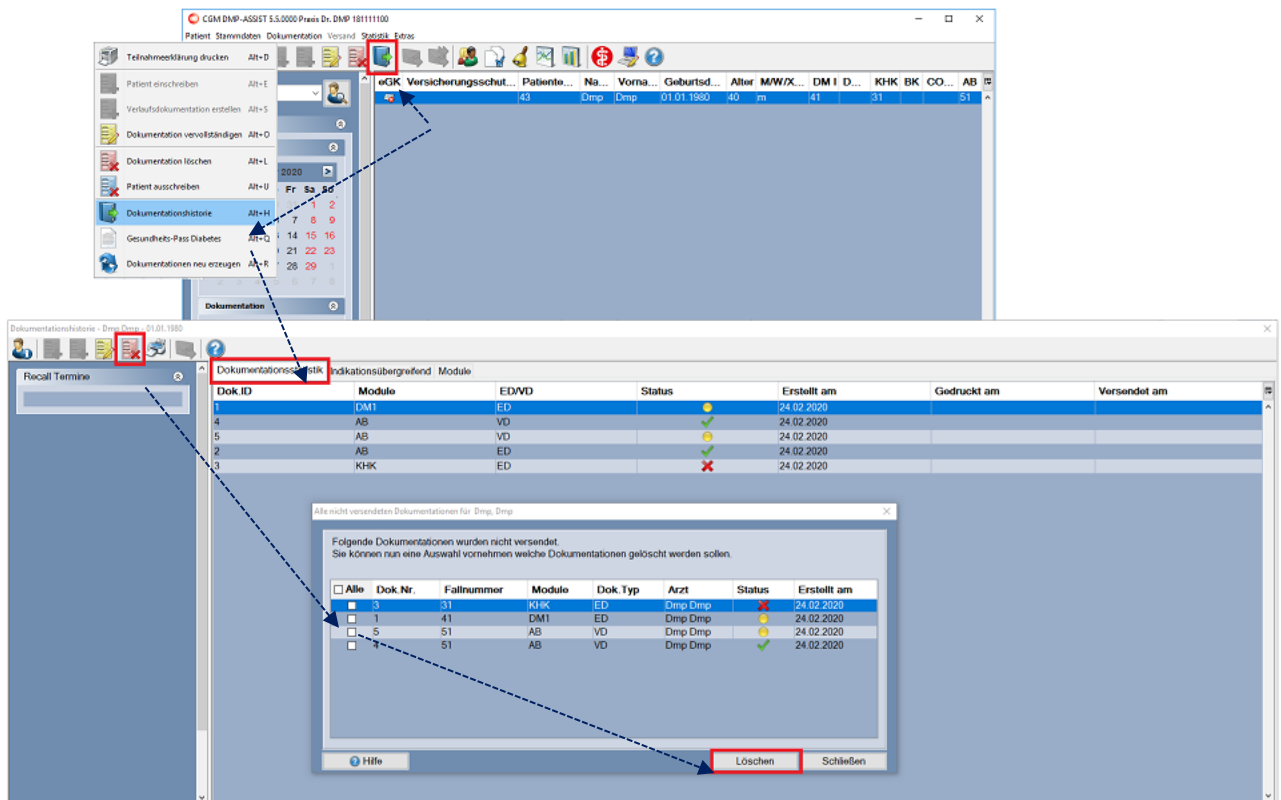 CGM DMP-ASSIST 5.5.0000 Praxis Dr. DMP 181111100
Patient Stammdaten Dokumentation Versand Statistik Extras
Teilnahmeerklärung drucken Alt+D
Patient einschreiben Alt+E
Verlaufsdokumentation erstellen Alt+S
Dokumentation vervollständigen Alt+O
Dokumentation löschen Alt+L
Patient ausschreiben Alt+U
Dokumentationshistorie Alt+H
Gesundheits-Pass Diabetes Alt+Q
Dokumentationen neu erzeugen Alt+R
eGK Versicherungsschut... Patiente... Na... Vorna... Geburtsd... Alter M/W/X... DM I D... KHK BK CO... AB
43 Dmp Dmp 01.01.1980 40 m 41 31 51
2020
Fr Sa So
1 2
7 8 9
14 15 16
21 22 23
28 29 1
2 3 4 5 6 7 8
Dokumentation
Dokumentationshistorie - Dmp Dmp - 01.01.1980
Recall Termine
Indikationsübergreifend Module
Dok.ID Module ED/VD Status Erstellt am Gedruckt am Versendet am
1 DM1 ED 24.02.2020
4 AB VD 24.02.2020
5 AB VD 24.02.2020
2 AB ED 24.02.2020
3 KHK ED 24.02.2020
Alle nicht versendeten Dokumentationen für Dmp, Dmp
Folgende Dokumentationen wurden nicht versendet.
Sie können nun eine Auswahl vornehmen welche Dokumentationen gelöscht werden sollen.
Alle Dok.Nr. Fallnummer Module Dok.Typ Arzt Status Erstellt am
3 31 KHK ED Dmp Dmp 24.02.2020
1 41 DM1 ED Dmp Dmp 24.02.2020
5 51 AB VD Dmp Dmp 24.02.2020
4 51 AB VD Dmp Dmp 24.02.2020
Hilfe Löschen Schließen